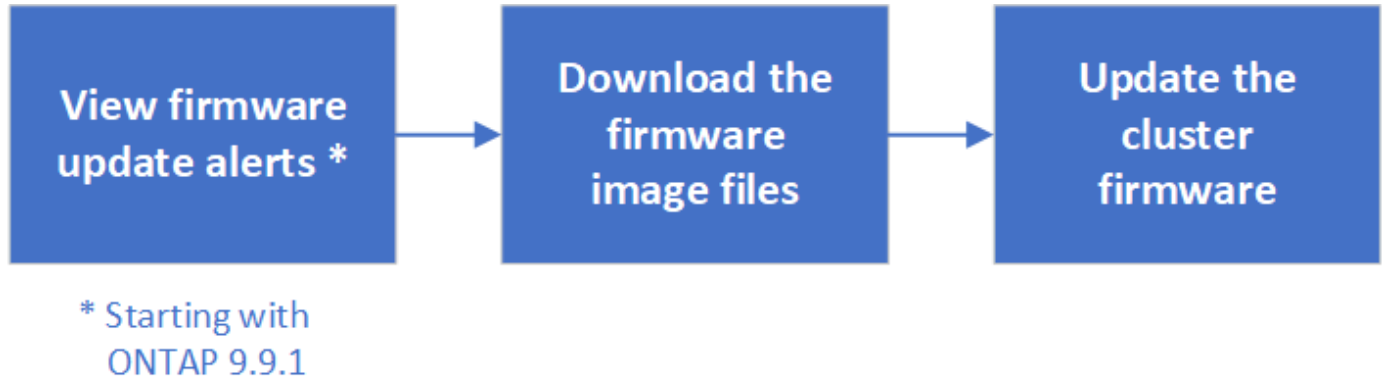 View firmware
update alerts *
Download the
firmware
image files
Update the
cluster
firmware
* Starting with
ONTAP 9.9.1